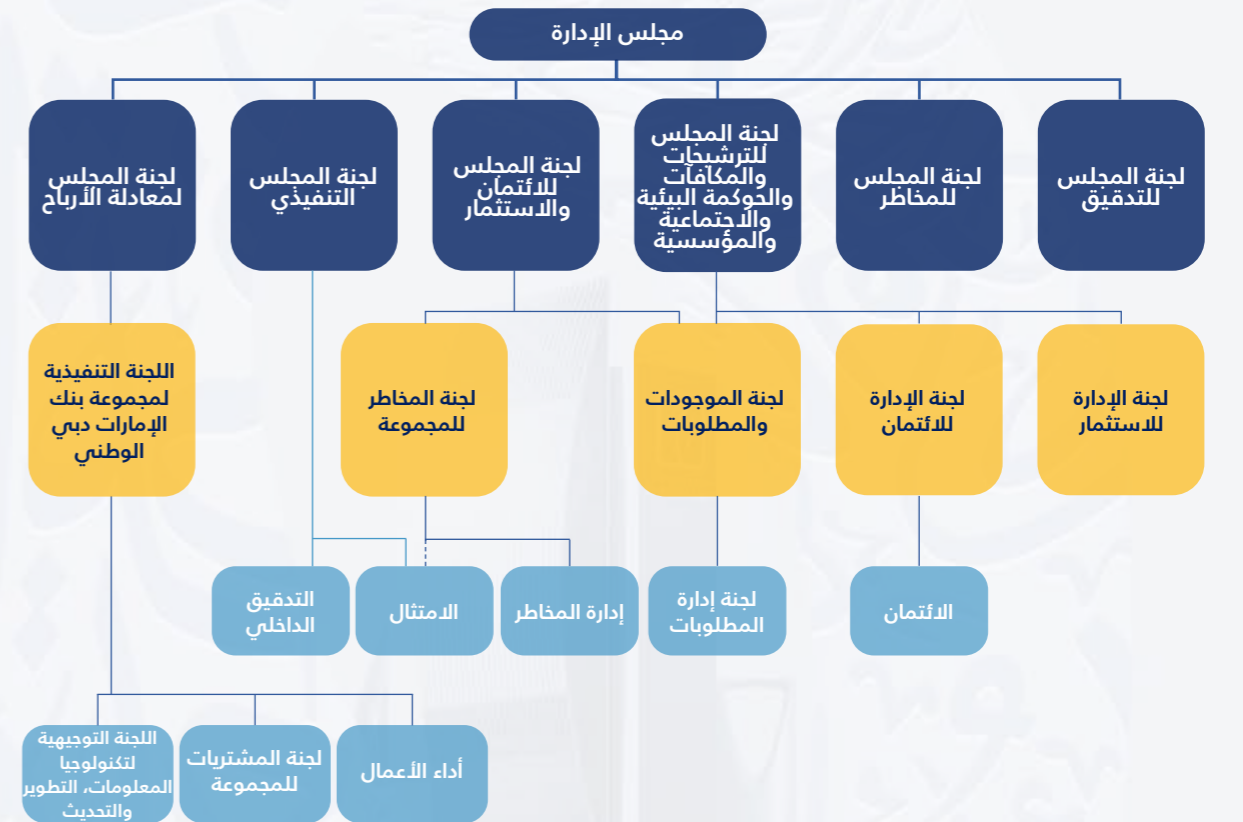 مجلس الإدارة
لجنة المجلس
للتدقيق
لجنة المجلس
للمخاطر
لجنة المجلس
للترشيحات
والمكافآت
والحوكمة البيئية
والاجتماعية
والمؤسسية
لجنة المجلس
للائتمان
والاستثمار
لجنة المجلس
التنفيذي
لجنة المجلس
لمعادلة الأرباح
لجنة الإدارة
للاستثمار
لجنة الإدارة
للائتمان
لجنة الموجودات
والمطلوبات
لجنة المخاطر
للمجموعة
اللجنة التنفيذية
لمجموعة بنك
الإمارات دبي
الوطني
الائتمان
لجنة إدارة
المطلوبات
إدارة المخاطر
الامتثال
التدقيق
الداخلي
أداء الأعمال
لجنة المشتريات
للمجموعة
اللجنة التوجيهية
لتكنولوجيا
المعلومات، التطوير
والتحديث